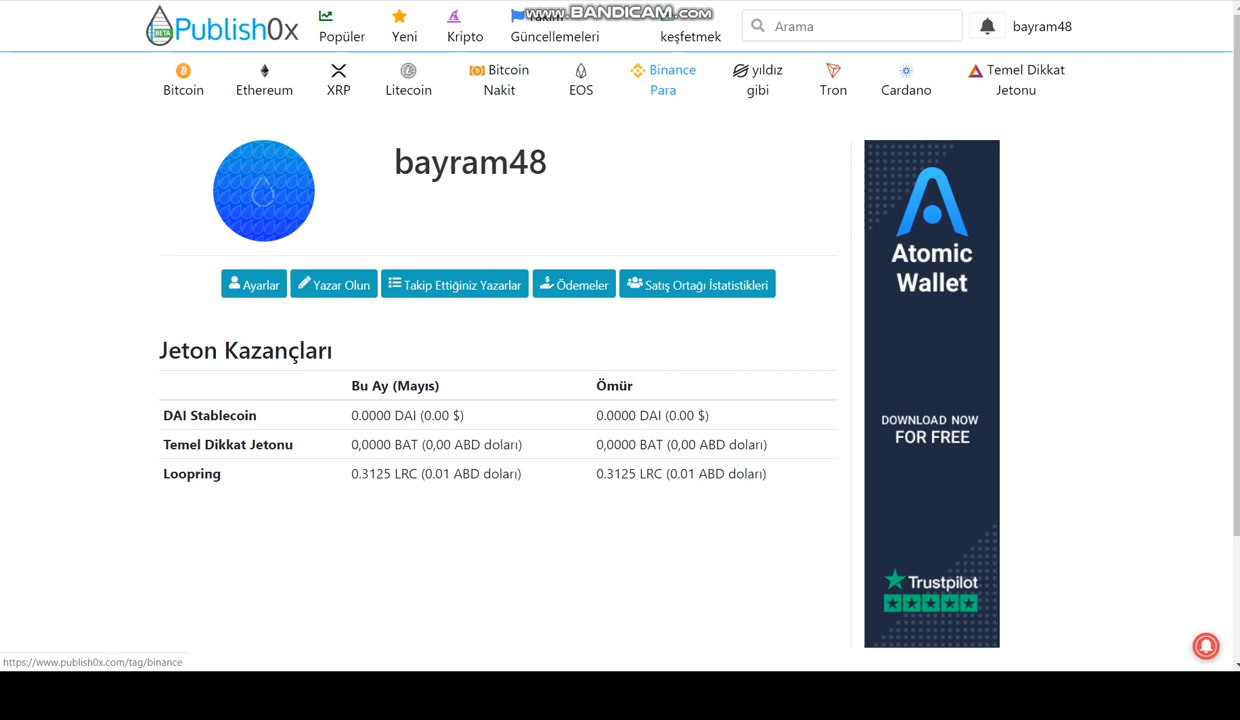 BETA
Publish0x
Popüler
Yeni
Kripto
Takım
Güncellemeleri
www.BANDICAM.COM
keşfetmek
Arama
bayram48
Bitcoin
Ethereum
XRP
Litecoin
Bitcoin
Nakit
EOS
Binance
Para
yıldız
gibi
Tron
Cardano
Temel Dikkat
Jetonu
bayram48
Ayarlar
Yazar Olun
Takip Ettiğiniz Yazarlar
Ödemeler
Satış Ortağı İstatistikleri
Jeton Kazançları
Bu Ay (Mayıs) Ömür
DAI Stablecoin 0.0000 DAI (0.00 $) 0.0000 DAI (0.00 $)
Temel Dikkat Jetonu 0,0000 BAT (0,00 ABD doları) 0,0000 BAT (0,00 ABD doları)
Loopring 0.3125 LRC (0.01 ABD doları) 0.3125 LRC (0.01 ABD doları)
Atomic
Wallet
DOWNLOAD NOW
FOR FREE
Trustpilot
https://www.publish0x.com/tag/binance